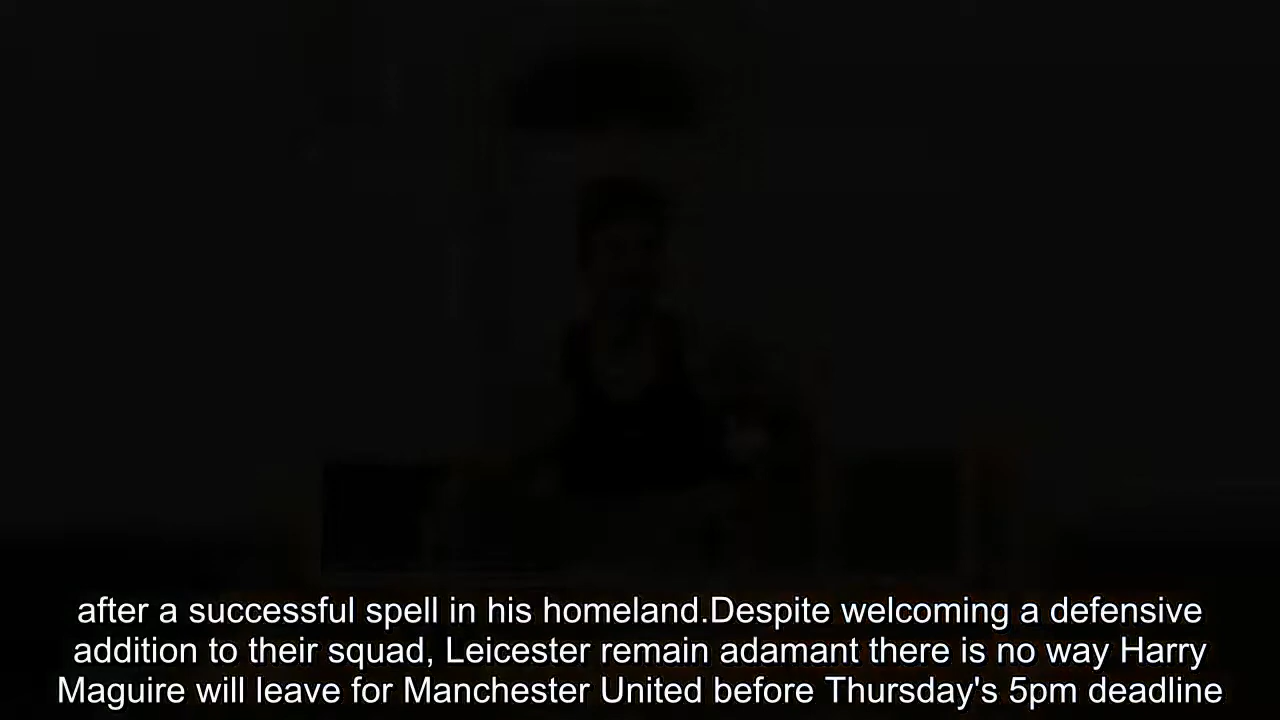 after a successful spell in his homeland.Despite welcoming a defensive
addition to their squad, Leicester remain adamant there is no way Harry
Maguire will leave for Manchester United before Thursday's 5pm deadline